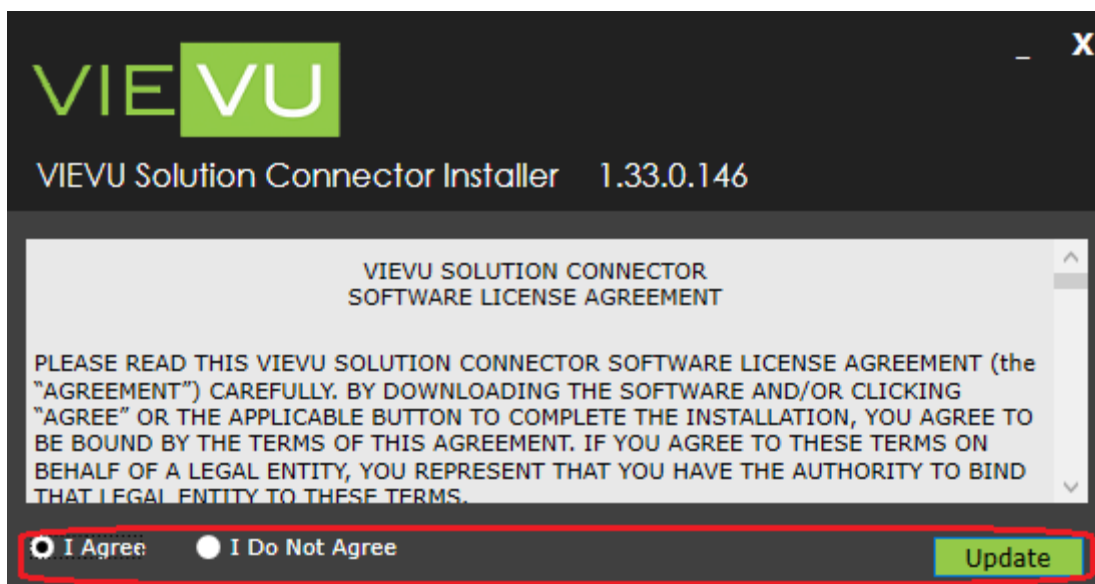 VIEVU
_ X
VIEVU Solution Connector Installer 1.33.0.146
VIEVU SOLUTION CONNECTOR
SOFTWARE LICENSE AGREEMENT
PLEASE READ THIS VIEVU SOLUTION CONNECTOR SOFTWARE LICENSE AGREEMENT (the
“AGREEMENT”) CAREFULLY. BY DOWNLOADING THE SOFTWARE AND/OR CLICKING
“AGREE” OR THE APPLICABLE BUTTON TO COMPLETE THE INSTALLATION, YOU AGREE TO
BE BOUND BY THE TERMS OF THIS AGREEMENT. IF YOU AGREE TO THESE TERMS ON
BEHALF OF A LEGAL ENTITY, YOU REPRESENT THAT YOU HAVE THE AUTHORITY TO BIND
THAT LEGAL ENTITY TO THESE TERMS.
I Agree I Do Not Agree Update